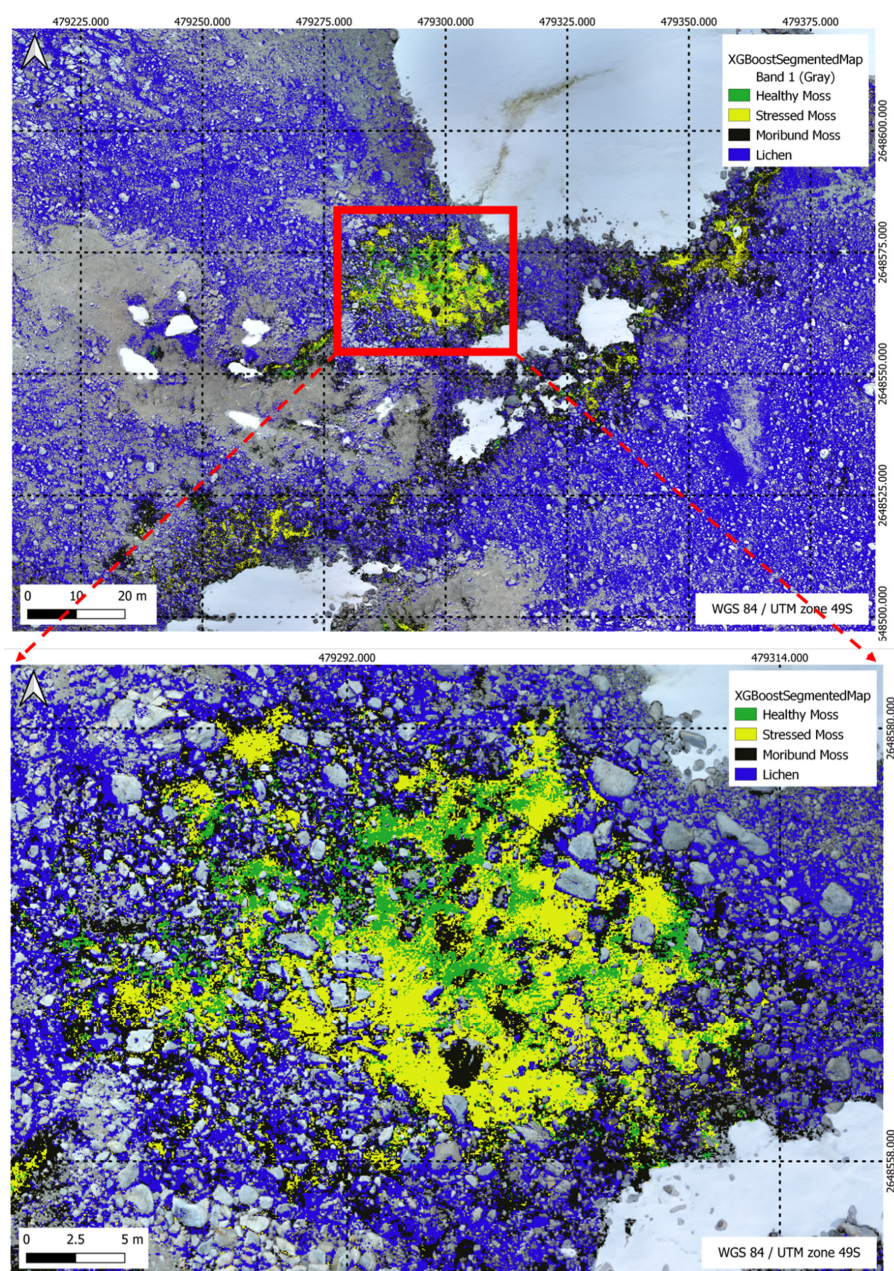 479225.000 479250.000 479275.000 479300.000 479325.000 479350.000 479375.000
XGBoostSegmentedMap
Band 1 (Gray)
Healthy Moss
Stressed Moss
Moribund Moss
Lichen
2648600.000
2648575.000
2648550.000
2648525.000
548500.000
0 10 20 m
WGS 84 / UTM zone 49S
479292.000 479314.000
XGBoostSegmentedMap
Healthy Moss
Stressed Moss
Moribund Moss
Lichen
2648580.000
2648558.000
0 2.5 5 m
WGS 84 / UTM zone 49S